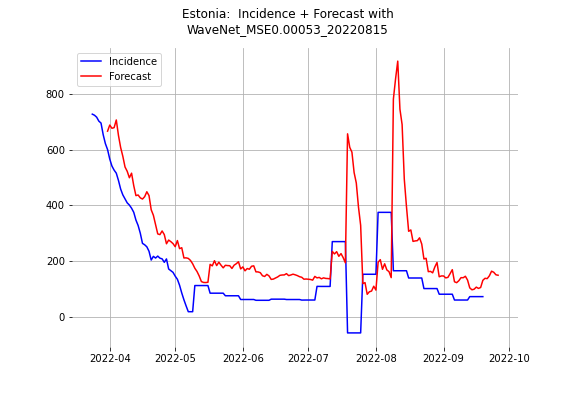 Estonia:  Incidence + Forecast with
WaveNet_MSE0.00053_20220815
Incidence
Forecast
800
600
400
200
0
2022-04 2022-05 2022-06 2022-07 2022-08 2022-09 2022-10